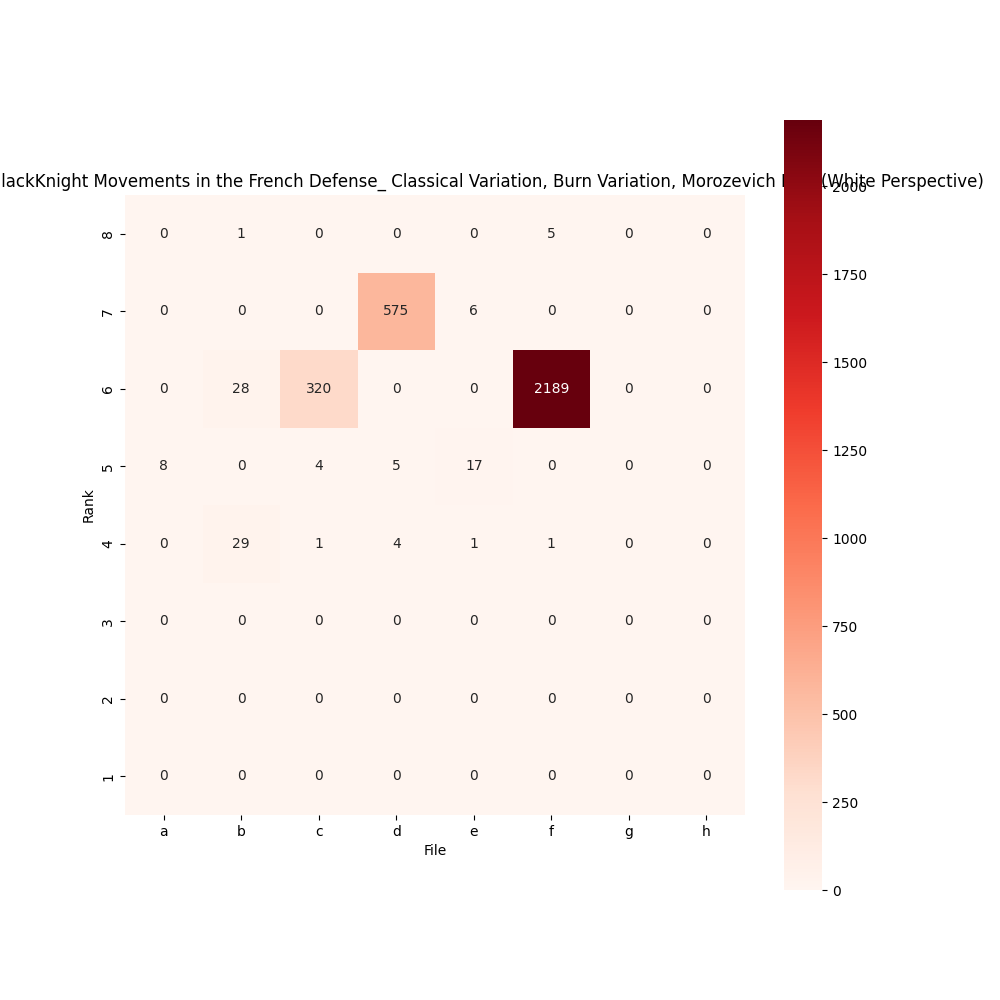 lackKnight Movements in the French Defense_ Classical Variation, Burn Variation, Morozevich (White Perspective)
2000
8 0 1 0 0 0 5 0 0
1750
7 0 0 0 575 6 0 0 0
1500
6 0 28 320 0 0 2189 0 0
1250
5 8 0 4 5 17 0 0 0
Rank
1000
4 0 29 1 4 1 1 0 0
3 0 0 0 0 0 0 0 0
750
2 0 0 0 0 0 0 0 0
500
1 0 0 0 0 0 0 0 0
250
a b c d e f g h
File
0